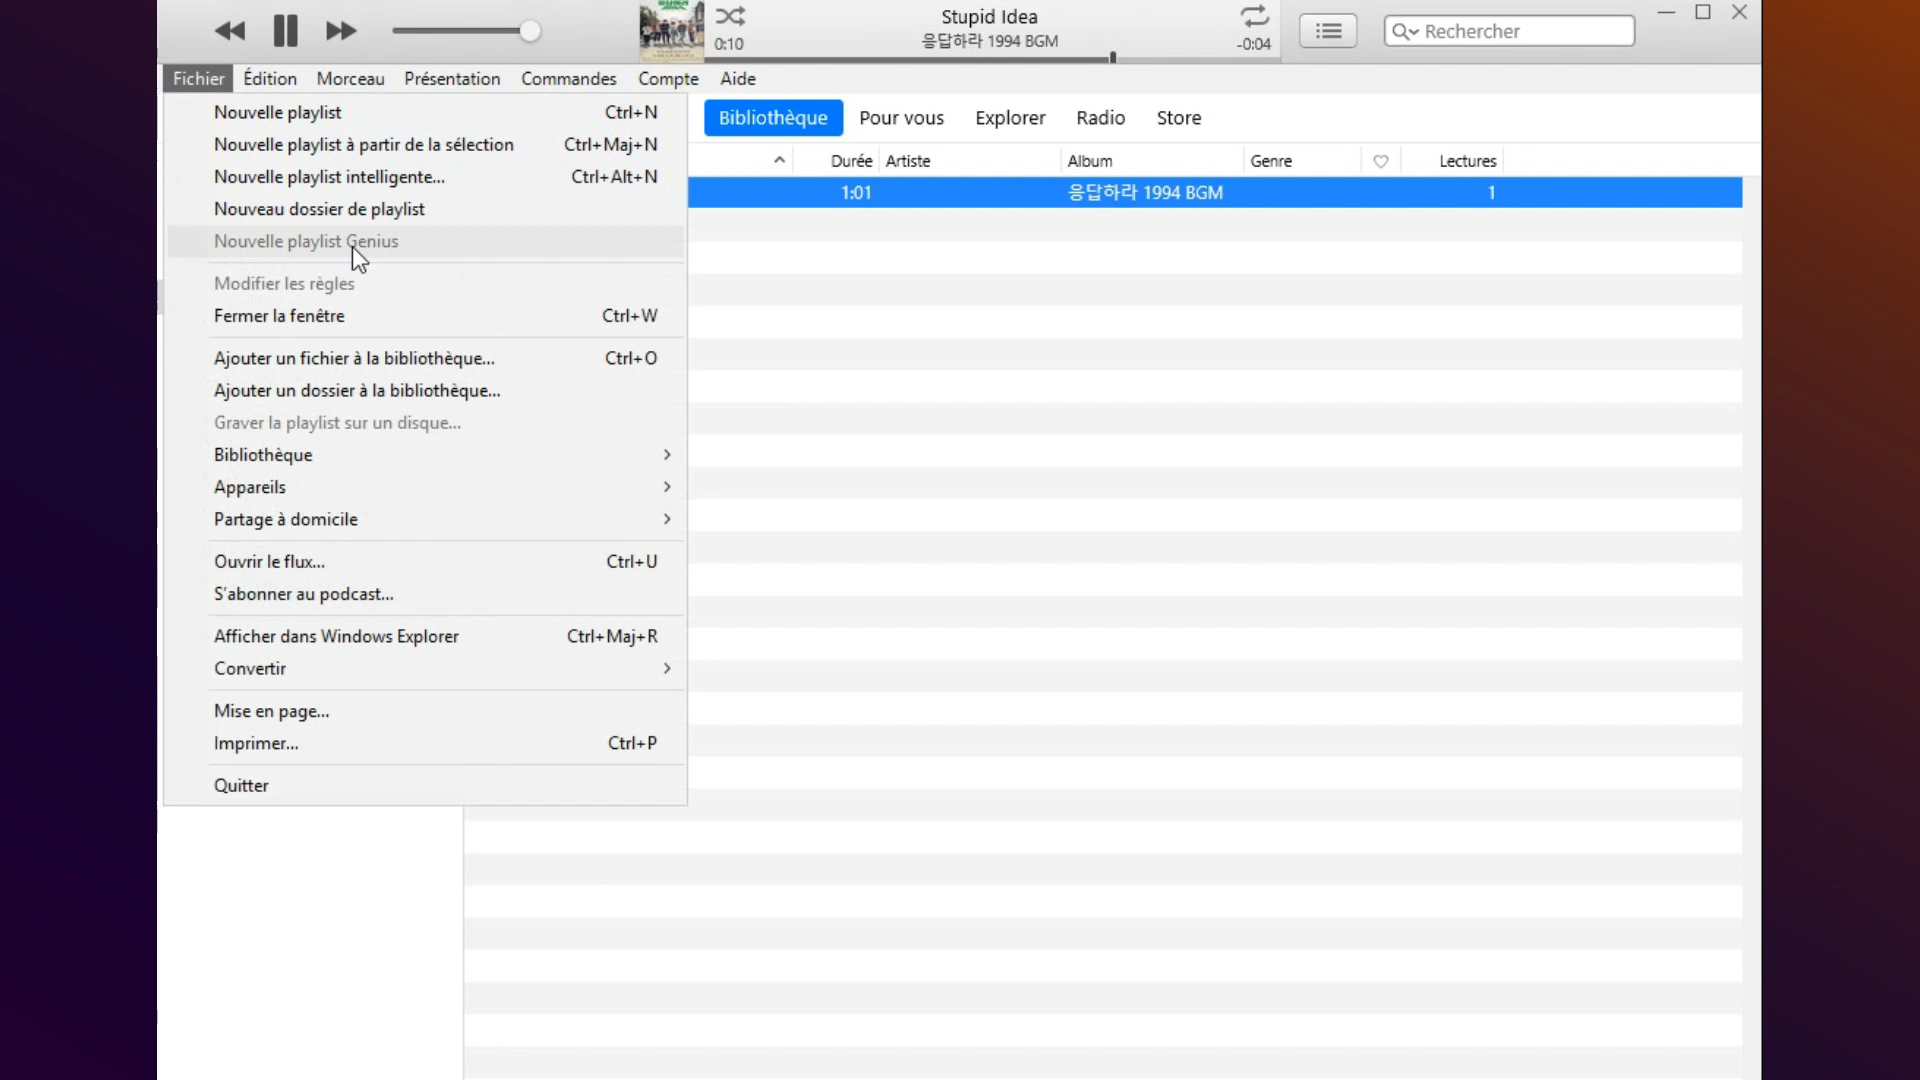 Stupid Idea
0:10
응답하라 1994 BGM
-0:04
Rechercher
Fichier Édition Morceau Présentation Commandes Compte Aide
Nouvelle playlist Ctrl+N
Nouvelle playlist à partir de la sélection Ctrl+Maj+N
Nouvelle playlist intelligente... Ctrl+Alt+N
Nouveau dossier de playlist
Nouvelle playlist Genius
Modifier les règles
Fermer la fenêtre Ctrl+W
Ajouter un fichier à la bibliothèque... Ctrl+O
Ajouter un dossier à la bibliothèque...
Graver la playlist sur un disque...
Bibliothèque
Appareils
Partage à domicile
Ouvrir le flux... Ctrl+U
S'abonner au podcast...
Afficher dans Windows Explorer Ctrl+Maj+R
Convertir
Mise en page...
Imprimer... Ctrl+P
Quitter
Bibliothèque Pour vous Explorer Radio Store
Durée Artiste Album Genre Lectures
1:01 응답하라 1994 BGM 1